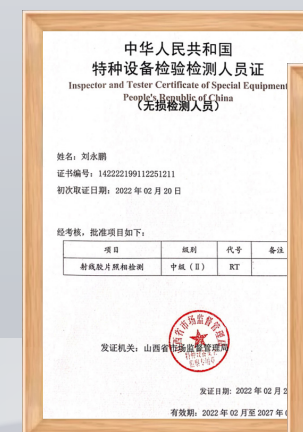 中华人民共和国
特种设备检验检测人员证
Inspector and Tester Certificate of Special Equipment
People's Republic of China
（无损检测人员）
姓名：刘永鹏
证书编号：142222199112251211
初次取证日期：2022 年 02 月 20 日
经考核，批准项目如下：
项目 级别 代号 备注
射线胶片照相检测 中级（Ⅱ） RT
发证机关：山西省市场监督管理局
发证日期：2022 年 02 月
有效期：2022 年 02 月至 2027 年